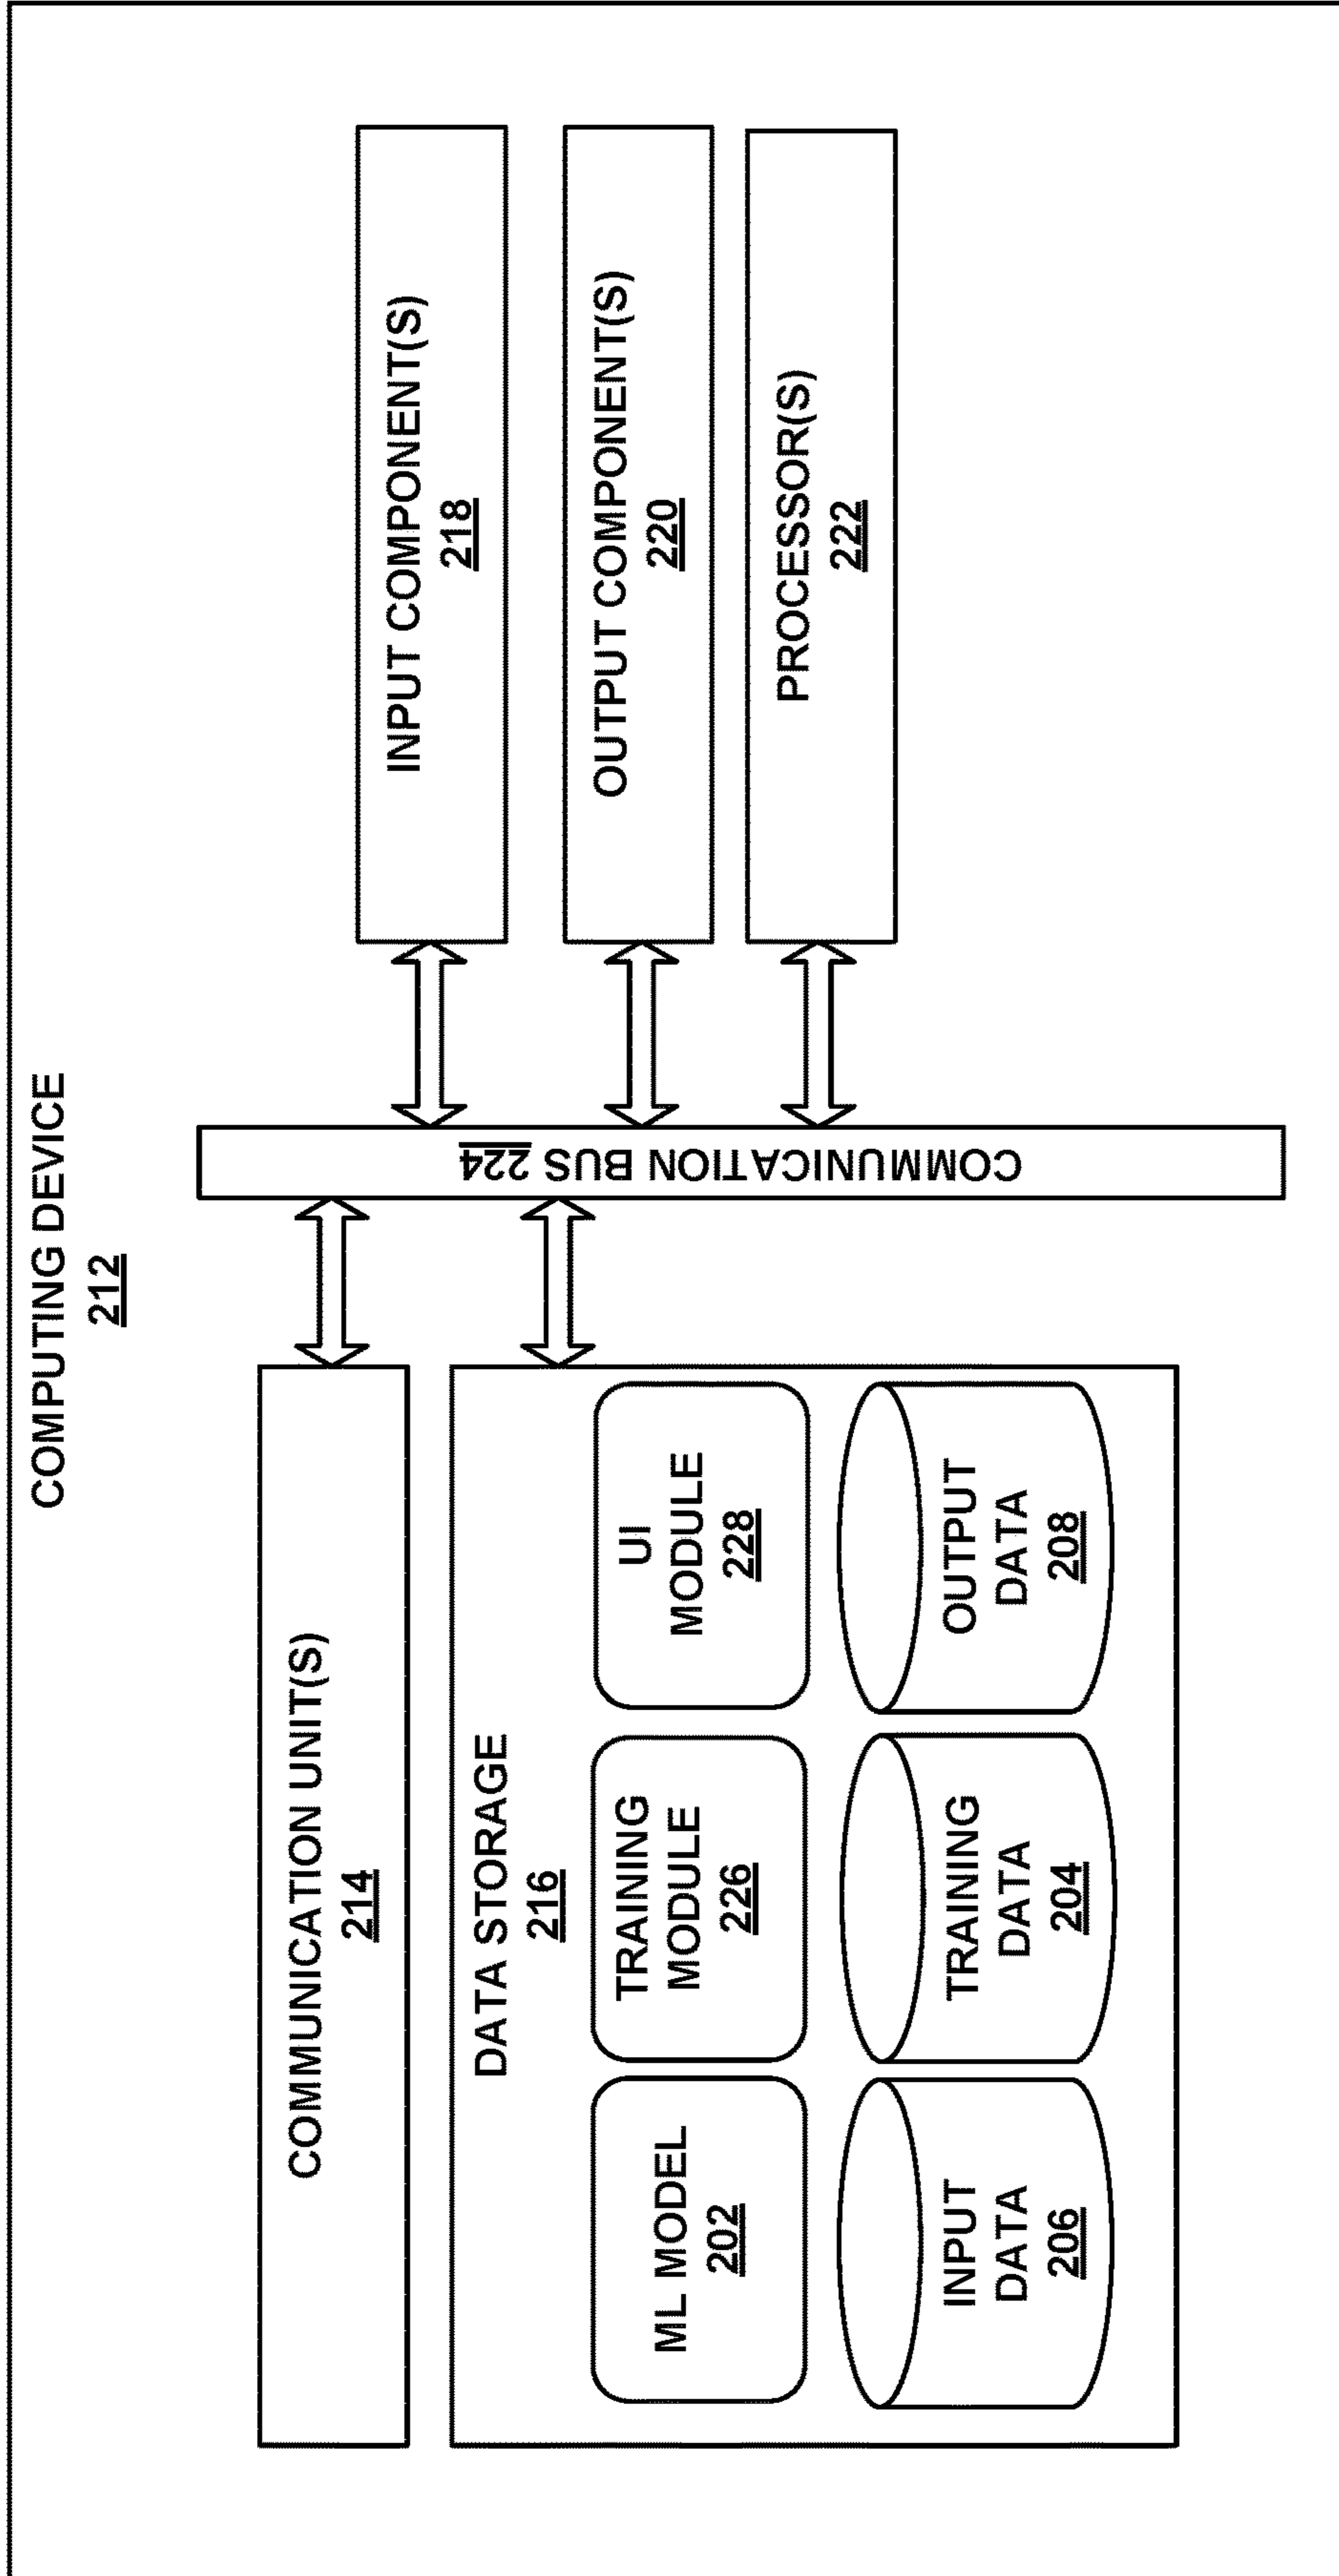 COMPUTING DEVICE
212
COMMUNICATION UNIT(S)
214
DATA STORAGE
216
ML MODEL
202
TRAINING
MODULE
226
UI
MODULE
228
INPUT
DATA
206
TRAINING
DATA
204
OUTPUT
DATA
208
COMMUNICATION BUS 224
INPUT COMPONENT(S)
218
OUTPUT COMPONENT(S)
220
PROCESSOR(S)
222